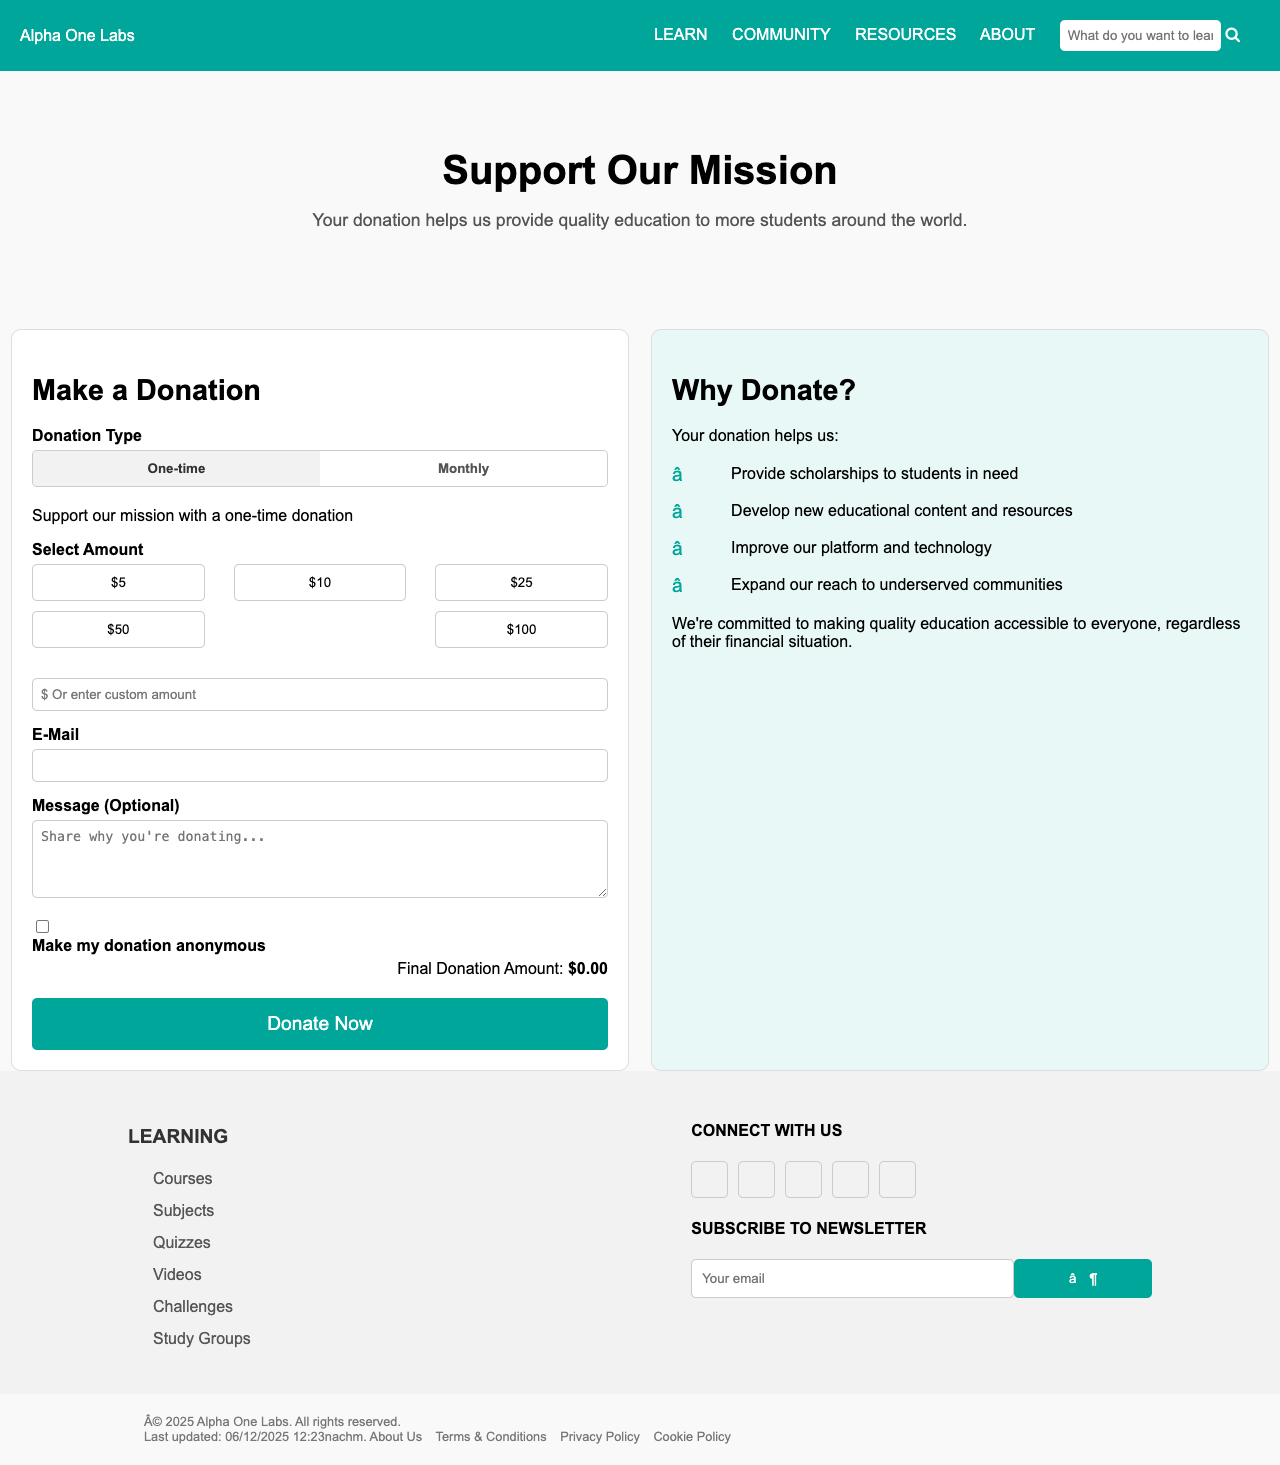 Alpha One Labs
LEARN COMMUNITY RESOURCES ABOUT What do you want to lear
Support Our Mission
Your donation helps us provide quality education to more students around the world.
Make a Donation
Donation Type
One-time Monthly
Support our mission with a one-time donation
Select Amount
$5 $10 $25
$50 $100
$ Or enter custom amount
E-Mail
Message (Optional)
Share why you're donating...
Make my donation anonymous
Final Donation Amount: $0.00
Donate Now
Why Donate?
Your donation helps us:
â Provide scholarships to students in need
â Develop new educational content and resources
â Improve our platform and technology
â Expand our reach to underserved communities
We're committed to making quality education accessible to everyone, regardless
of their financial situation.
LEARNING
Courses
Subjects
Quizzes
Videos
Challenges
Study Groups
CONNECT WITH US
SUBSCRIBE TO NEWSLETTER
Your email â ¶
Â© 2025 Alpha One Labs. All rights reserved.
Last updated: 06/12/2025 12:23nachm. About Us Terms & Conditions Privacy Policy Cookie Policy